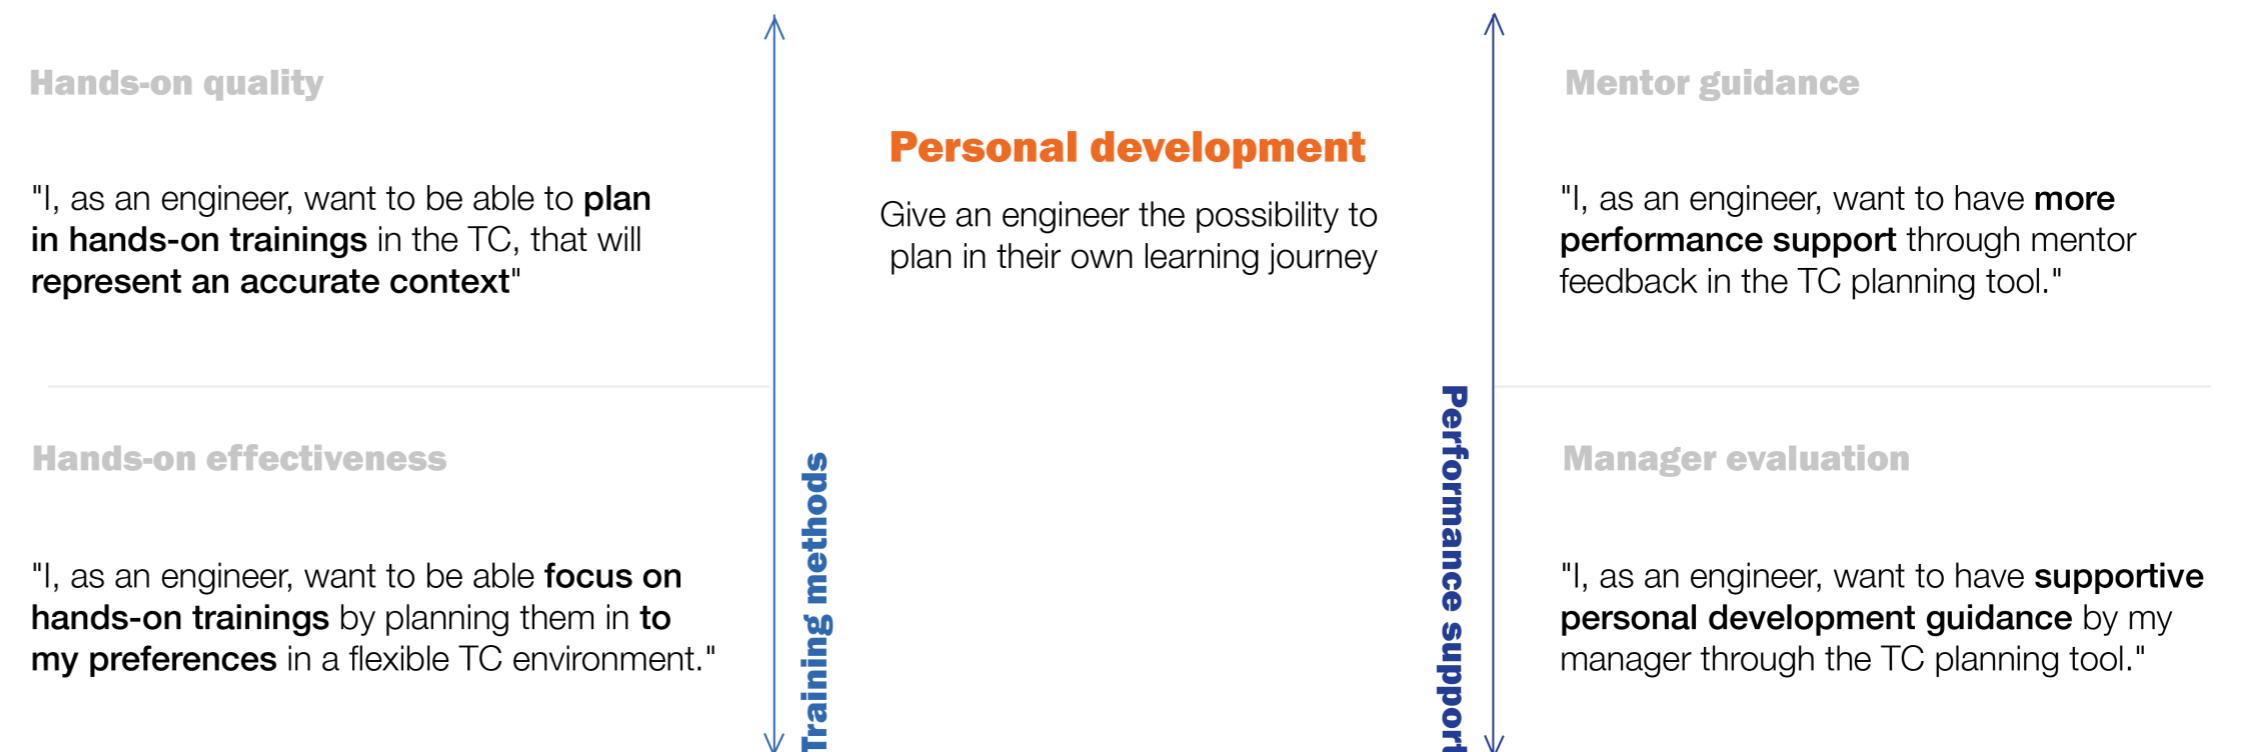 Hands-on quality
"I, as an engineer, want to be able to plan
in hands-on trainings in the TC, that will
represent an accurate context"
Hands-on effectiveness
"I, as an engineer, want to be able focus on
hands-on trainings by planning them in to
my preferences in a flexible TC environment."
Training methods
Personal development
Give an engineer the possibility to
plan in their own learning journey
Performance support
Mentor guidance
"I, as an engineer, want to have more
performance support through mentor
feedback in the TC planning tool."
Manager evaluation
"I, as an engineer, want to have supportive
personal development guidance by my
manager through the TC planning tool."